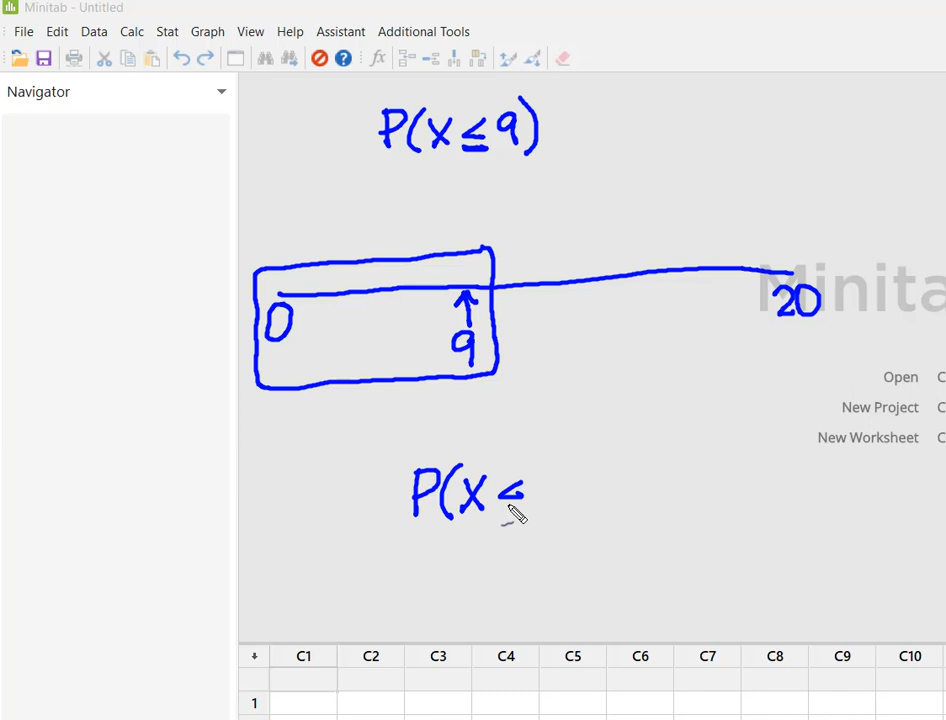 Minitab - Untitled
File Edit Data Calc Stat Graph View Help Assistant Additional Tools
Navigator
P(X≤9)
Minita
0 9 20
Open C
New Project C
New Worksheet C
P(X ≤
C1 C2 C3 C4 C5 C6 C7 C8 C9 C10
1